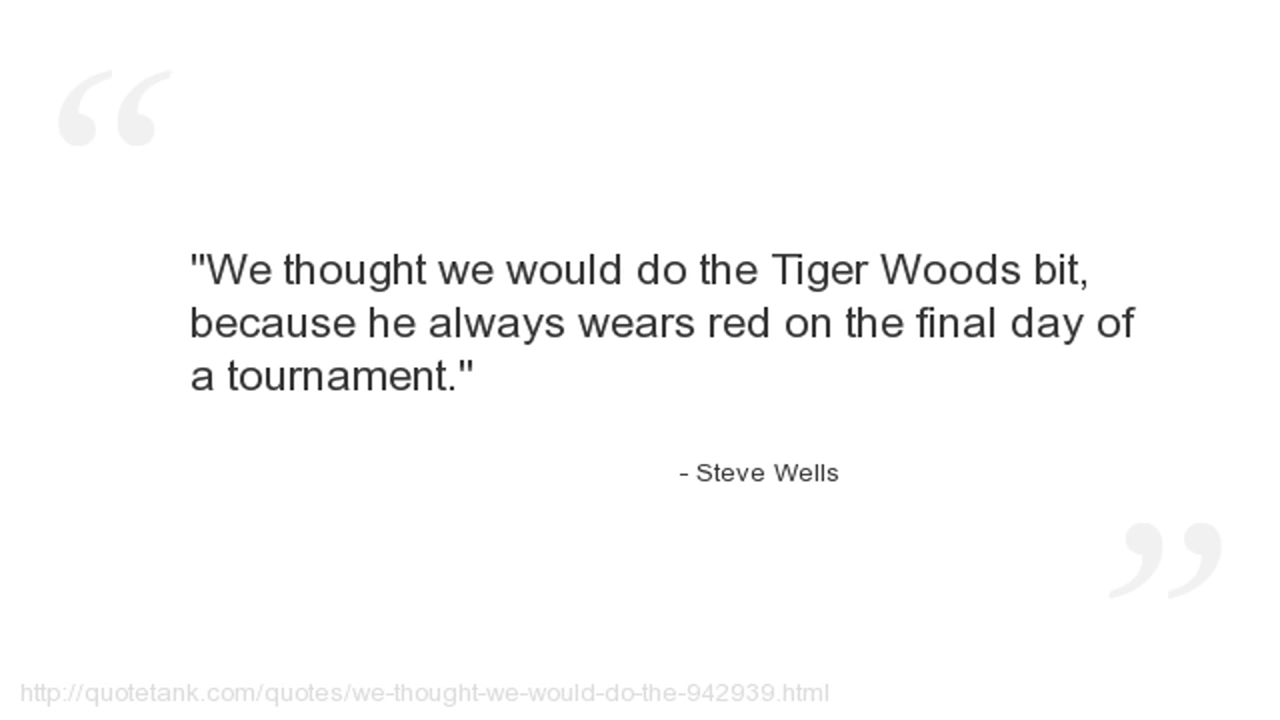 "We thought we would do the Tiger Woods bit,
because he always wears red on the final day of
a tournament."
- Steve Wells
http://quotetank.com/quotes/we-thought-we-would-do-the-942939.html